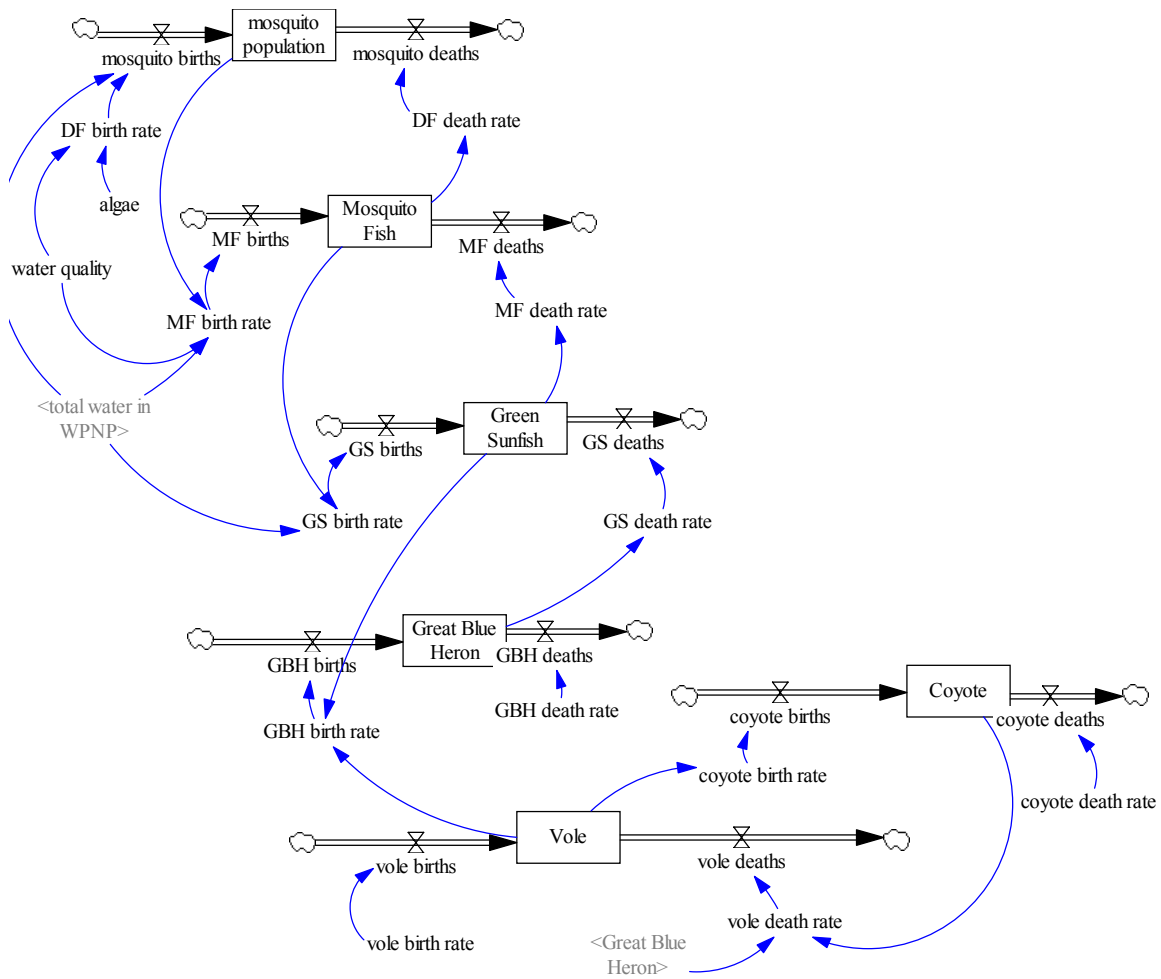 mosquito
population
mosquito births
mosquito deaths
DF birth rate
DF death rate
algae
Mosquito
Fish
MF births
MF deaths
water quality
MF death rate
MF birth rate
<total water in
WPNP>
Green
Sunfish
GS births
GS deaths
GS birth rate
GS death rate
Great Blue
Heron
GBH births
GBH deaths
GBH death rate
GBH birth rate
Coyote
coyote births
coyote deaths
coyote birth rate
coyote death rate
Vole
vole births
vole deaths
vole death rate
vole birth rate
<Great Blue
Heron>